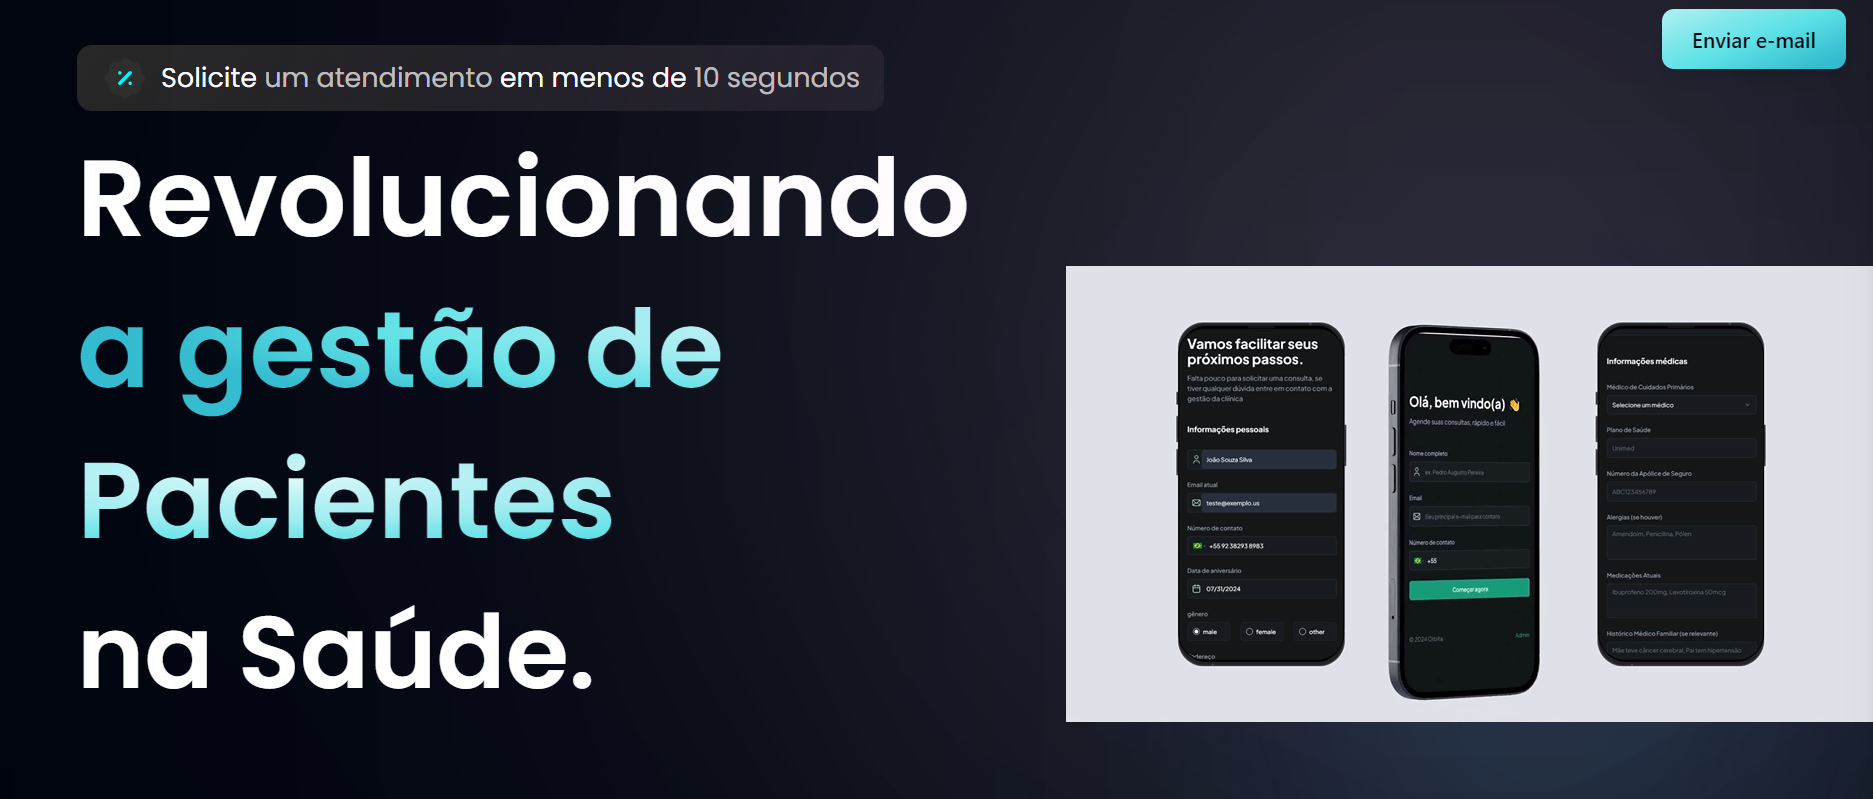 Enviar e-mail
Solicite um atendimento em menos de 10 segundos
Revolucionando
a gestão de
Pacientes
na Saúde.
Vamos facilitar seus
próximos passos.
Falta pouco para solicitar uma consulta, se
tiver qualquer dúvida entre em contato com a
gestão da clíinica
Informações pessoais
João Souza Silva
Email atual
teste@exemplo.us
Número de contato
+55 92 38293 8983
Data de aniversário
07/31/2024
gênero
male female other
Olá, bem vindo(a) 👋
Agende suas consultas, rápido e fácil
Nome completo
ex: Pedro Augusto Pereira
Email
Seu principal e-mail para contato
Número de contato
+55
Começar agora
© 2024 Orbita Admin
Informações médicas
Médico de Cuidados Primários
Selecione um médico
Plano de Saúde
Unimed
Número da Apólice de Seguro
ABC123456789
Alergias (se houver)
Amendoim, Penicilina, Pólen
Medicações Atuais
Ibuprofeno 200mg, Levotiroxina 50mcg
Histórico Médico Familiar (se relevante)
Mãe teve câncer cerebral, Pai tem hipertensão